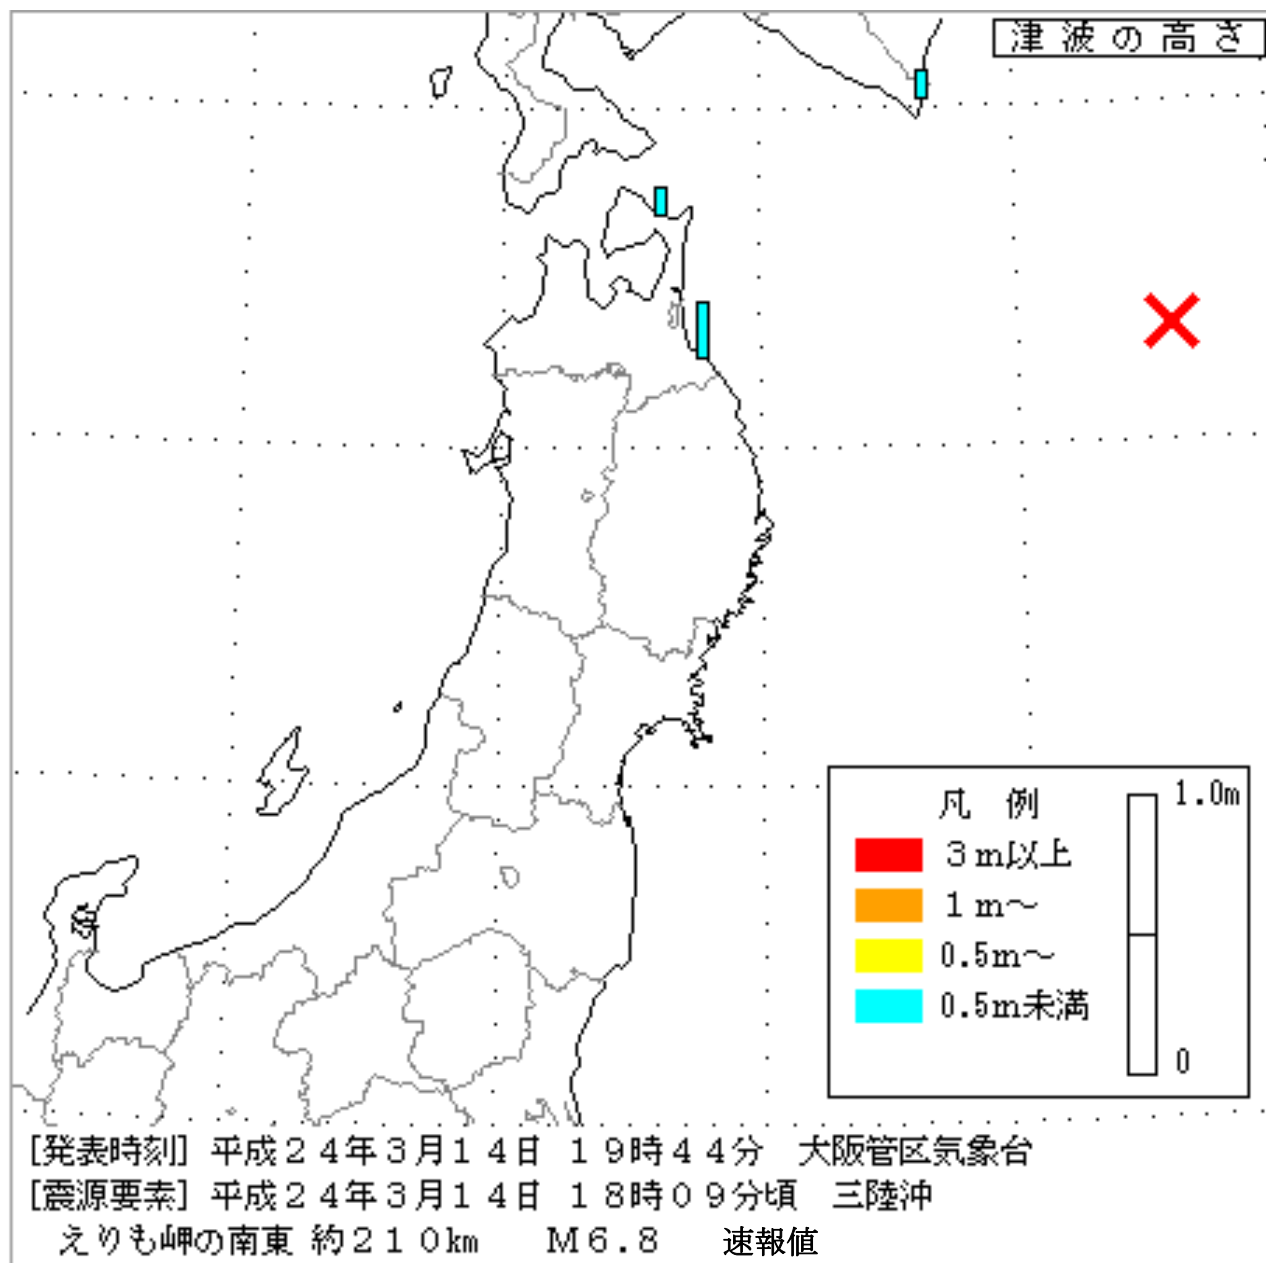 津波の高さ
凡 例
1.0m
３ｍ以上
１ｍ～
0.5ｍ～
0.5ｍ未満
0
[発表時刻] 平成２４年３月１４日 １９時４４分 大阪管区気象台
[震源要素] 平成２４年３月１４日 １８時０９分頃 三陸沖
えりも岬の南東 約２１０㎞ Ｍ６.８ 速報値